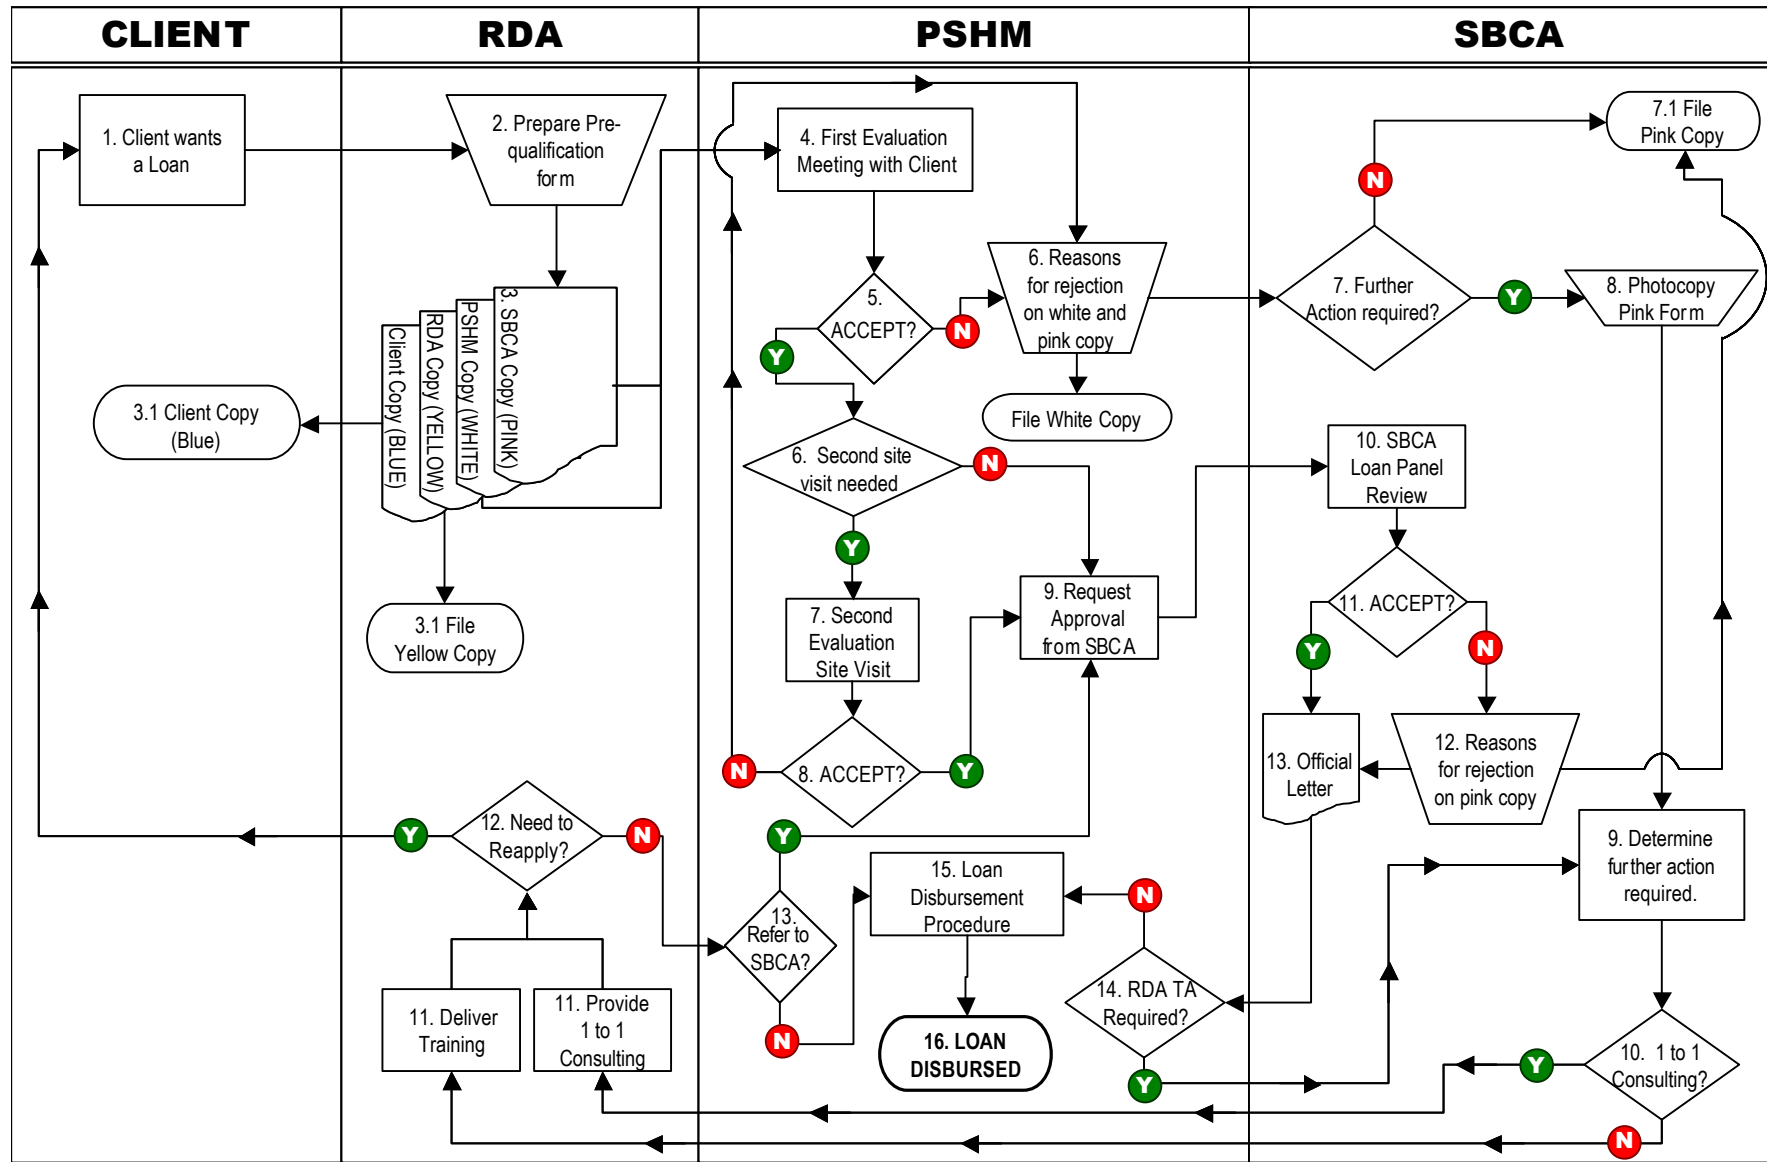 CLIENT
RDA
PSHM
SBCA
1. Client wants
a Loan
2. Prepare Pre-
qualification
form
4. First Evaluation
Meeting with Client
7.1 File
Pink Copy
N
5.
ACCEPT?
N
Y
6. Reasons
for rejection
on white and
pink copy
7. Further
Action required?
Y
8. Photocopy
Pink Form
Client Copy (BLUE)
RDA Copy (YELLOW)
PSHM Copy (WHITE)
3. SBCA Copy (PINK)
3.1 Client Copy
(Blue)
File White Copy
6. Second site
visit needed
N
Y
10. SBCA
Loan Panel
Review
3.1 File
Yellow Copy
7. Second
Evaluation
Site Visit
9. Request
Approval
from SBCA
11. ACCEPT?
Y
N
N
8. ACCEPT?
Y
13. Official
Letter
12. Reasons
for rejection
on pink copy
Y
12. Need to
Reapply?
N
Y
13.
Refer to
SBCA?
N
15. Loan
Disbursement
Procedure
N
9. Determine
further action
required.
11. Deliver
Training
11. Provide
1 to 1
Consulting
16. LOAN
DISBURSED
14. RDA TA
Required?
Y
Y
10. 1 to 1
Consulting?
N